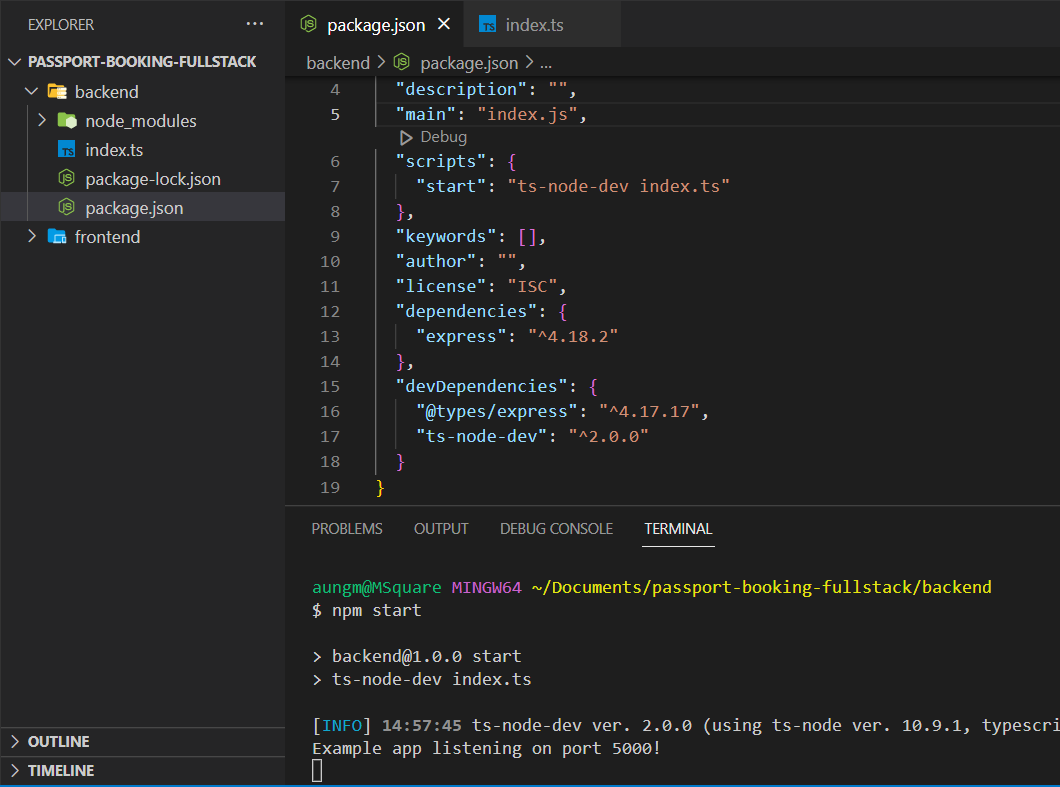 EXPLORER
PASSPORT-BOOKING-FULLSTACK
backend
node_modules
TS index.ts
JS package-lock.json
JS package.json
frontend
OUTLINE
TIMELINE
JS package.json
TS index.ts
backend > JS package.json > ...
4 "description": "",
5 "main": "index.js",
Debug
6 "scripts": {
7 "start": "ts-node-dev index.ts"
8 },
9 "keywords": [],
10 "author": "",
11 "license": "ISC",
12 "dependencies": {
13 "express": "^4.18.2"
14 },
15 "devDependencies": {
16 "@types/express": "^4.17.17",
17 "ts-node-dev": "^2.0.0"
18 }
19 }
PROBLEMS OUTPUT DEBUG CONSOLE TERMINAL
aungm@MSquare MINGW64 ~/Documents/passport-booking-fullstack/backend
$ npm start
> backend@1.0.0 start
> ts-node-dev index.ts
[INFO] 14:57:45 ts-node-dev ver. 2.0.0 (using ts-node ver. 10.9.1, typescri
Example app listening on port 5000!